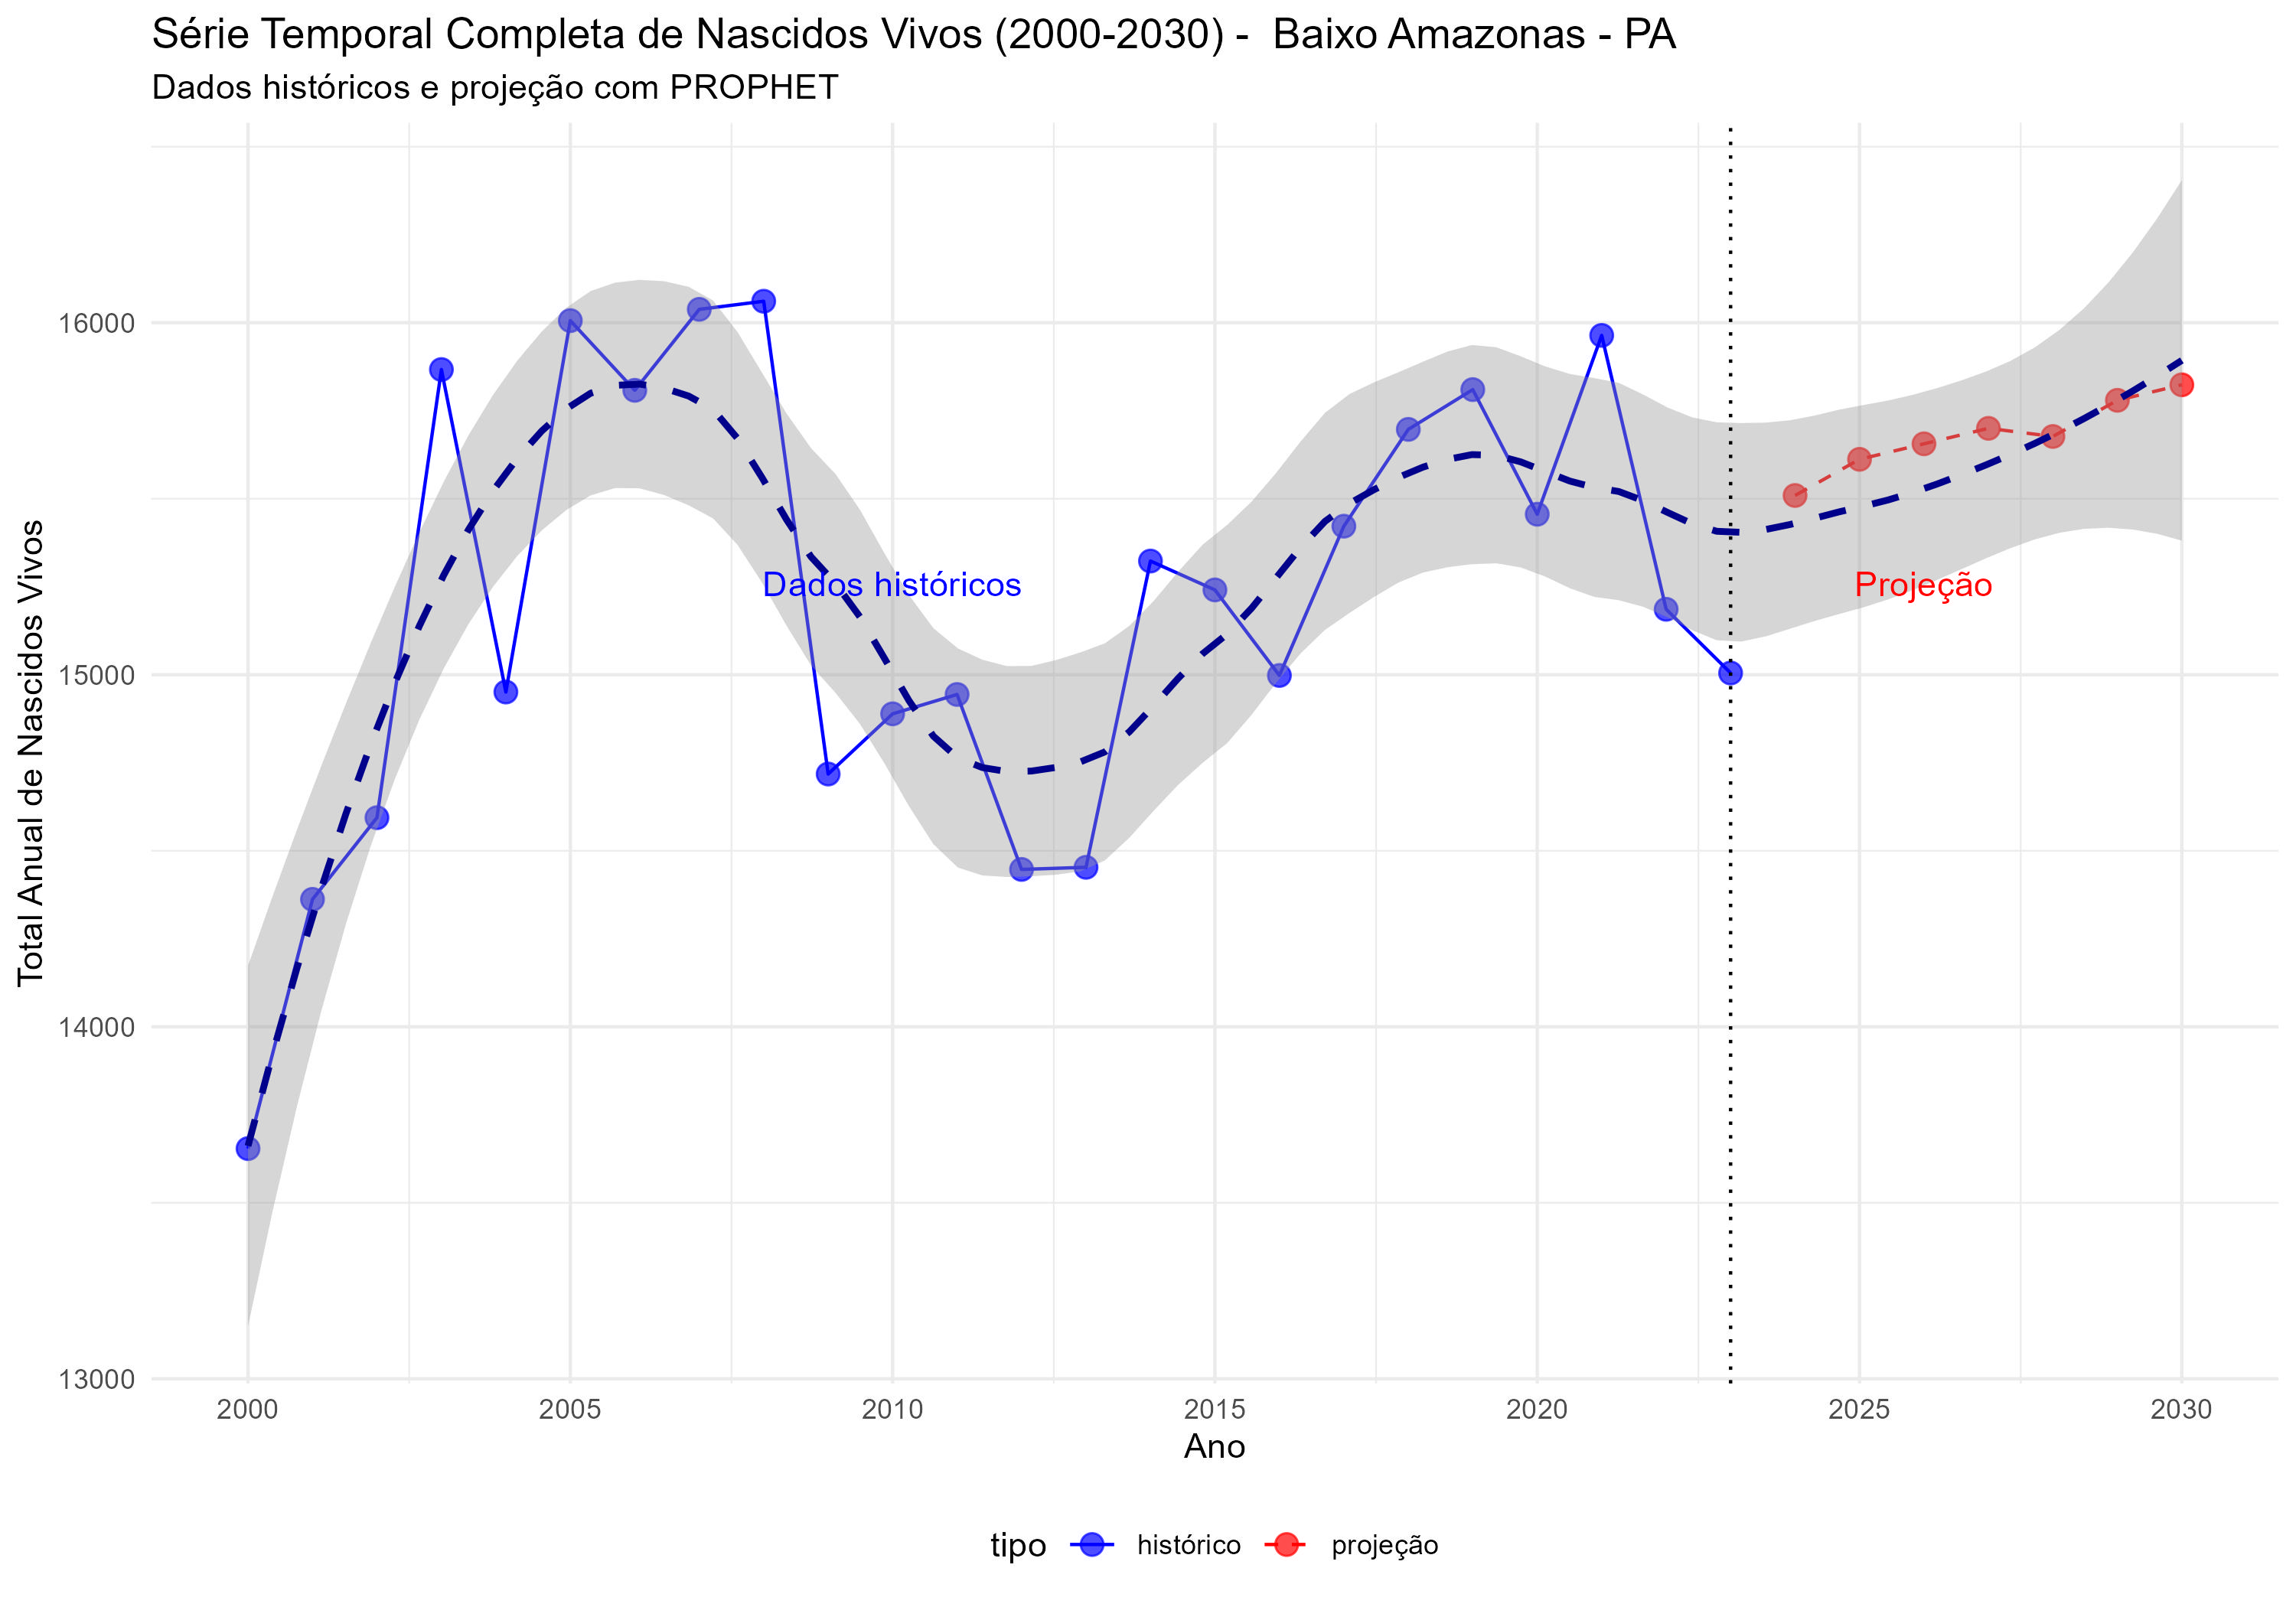 Série Temporal Completa de Nascidos Vivos (2000-2030) -  Baixo Amazonas - PA
Dados históricos e projeção com PROPHET
Total Anual de Nascidos Vivos
16000
15000
14000
13000
Dados históricos
Projeção
2000 2005 2010 2015 2020 2025 2030
Ano
tipo histórico projeção